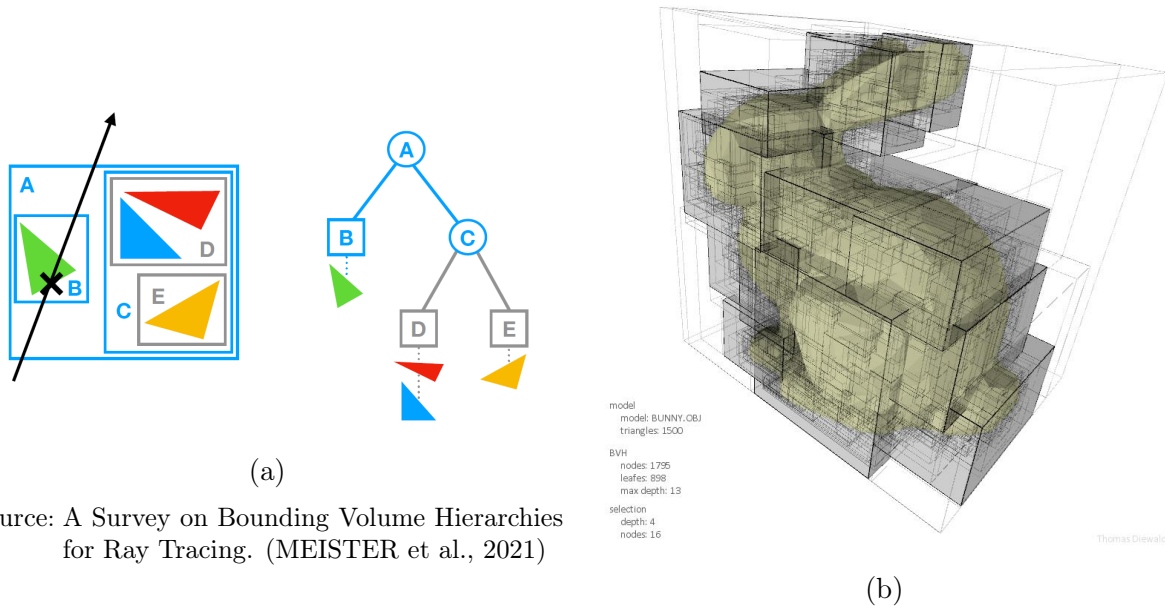 A
B
D
E
C
A
B
C
D
E
(a)
urce: A Survey on Bounding Volume Hierarchies
for Ray Tracing. (MEISTER et al., 2021)
model
model: BUNNY.OBJ
triangles: 1500
BVH
nodes: 1795
leafes: 898
max depth: 13
selection
depth: 4
nodes: 16
Thomas Diewald
(b)